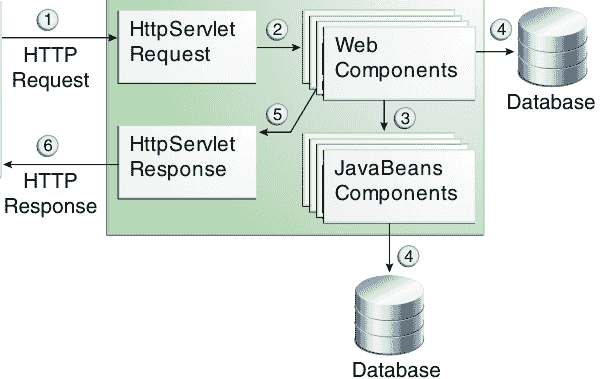 1
HTTP
Request
HttpServlet
Request
2
Web
Components
4
Database
3
5
HttpServlet
Response
6
HTTP
Response
JavaBeans
Components
4
Database